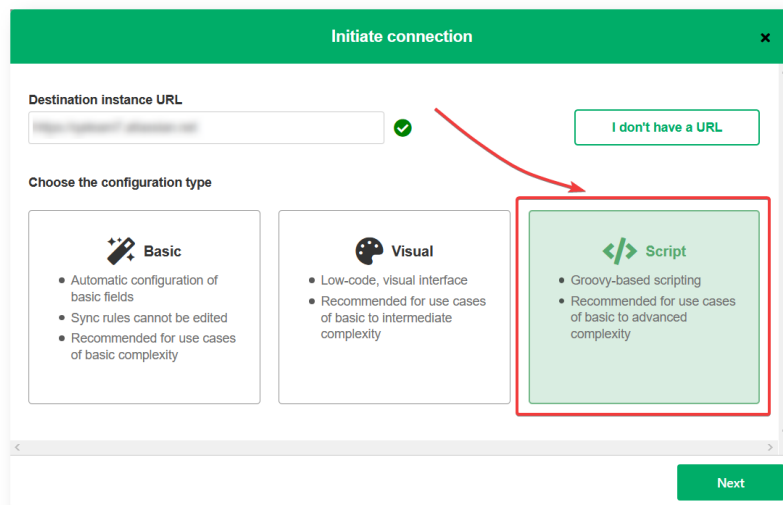 Initiate connection
Destination instance URL
I don't have a URL
Choose the configuration type
Basic
Automatic configuration of
basic fields
Sync rules cannot be edited
Recommended for use cases
of basic complexity
Visual
Low-code, visual interface
Recommended for use cases
of basic to intermediate
complexity
</> Script
Groovy-based scripting
Recommended for use cases
of basic to advanced
complexity
Next